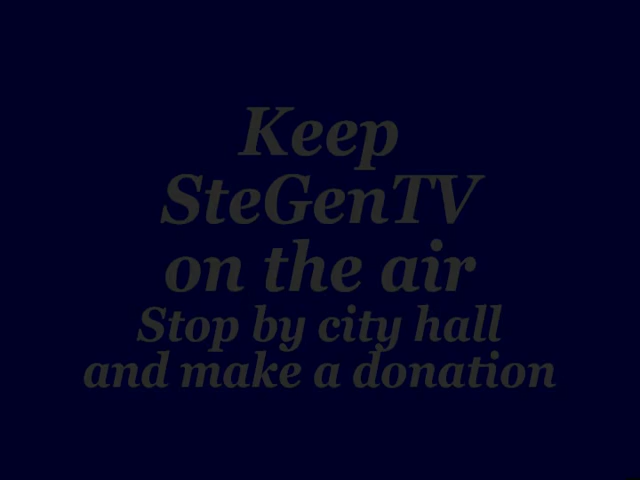 Keep
SteGenTV
on the air
Stop by city hall
and make a donation